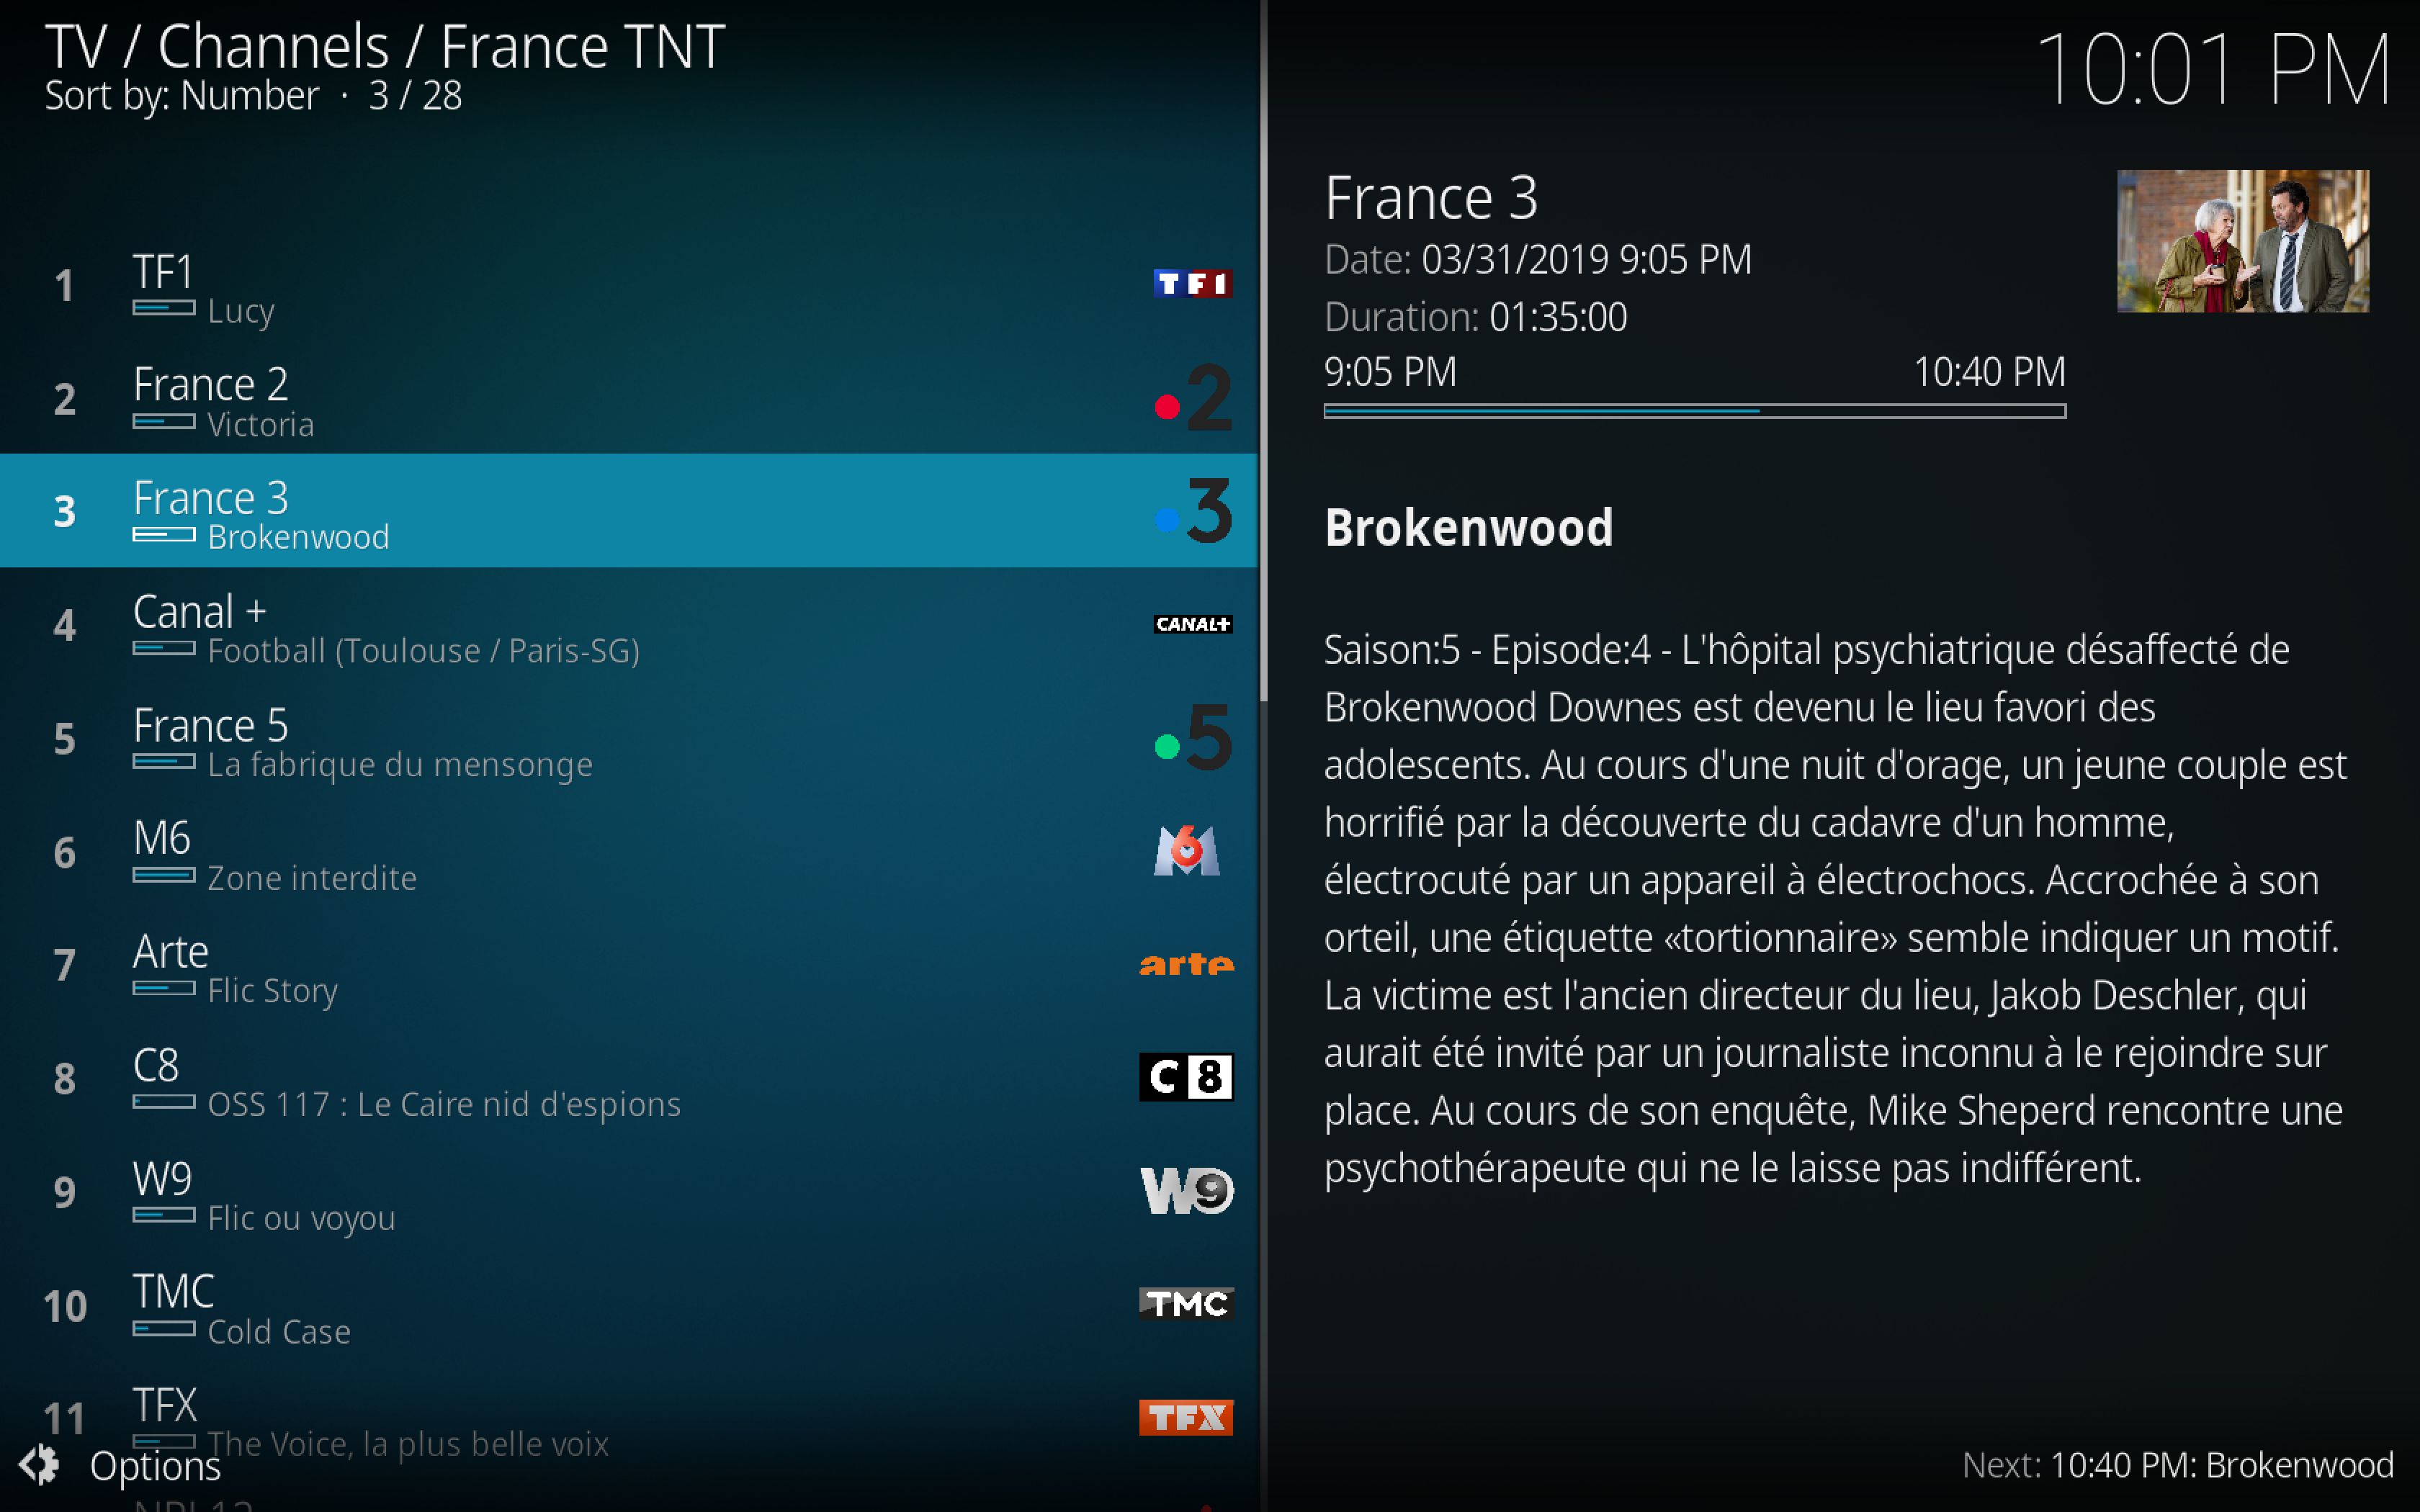 TV / Channels / France TNT
Sort by: Number · 3 / 28
10:01 PM
1
TF1
Lucy
TF1
2
France 2
Victoria
2
3
France 3
Brokenwood
3
4
Canal +
Football (Toulouse / Paris-SG)
CANAL+
5
France 5
La fabrique du mensonge
5
6
M6
Zone interdite
M6
7
Arte
Flic Story
arte
8
C8
OSS 117 : Le Caire nid d'espions
C8
9
W9
Flic ou voyou
W9
10
TMC
Cold Case
TMC
11
TFX
The Voice, la plus belle voix
TFX
Options
France 3
Date: 03/31/2019 9:05 PM
Duration: 01:35:00
9:05 PM 10:40 PM
Brokenwood
Saison:5 - Episode:4 - L'hôpital psychiatrique désaffecté de
Brokenwood Downes est devenu le lieu favori des
adolescents. Au cours d'une nuit d'orage, un jeune couple est
horrifié par la découverte du cadavre d'un homme,
électrocuté par un appareil à électrochocs. Accrochée à son
orteil, une étiquette «tortionnaire» semble indiquer un motif.
La victime est l'ancien directeur du lieu, Jakob Deschler, qui
aurait été invité par un journaliste inconnu à le rejoindre sur
place. Au cours de son enquête, Mike Sheperd rencontre une
psychothérapeute qui ne le laisse pas indifférent.
Next: 10:40 PM: Brokenwood